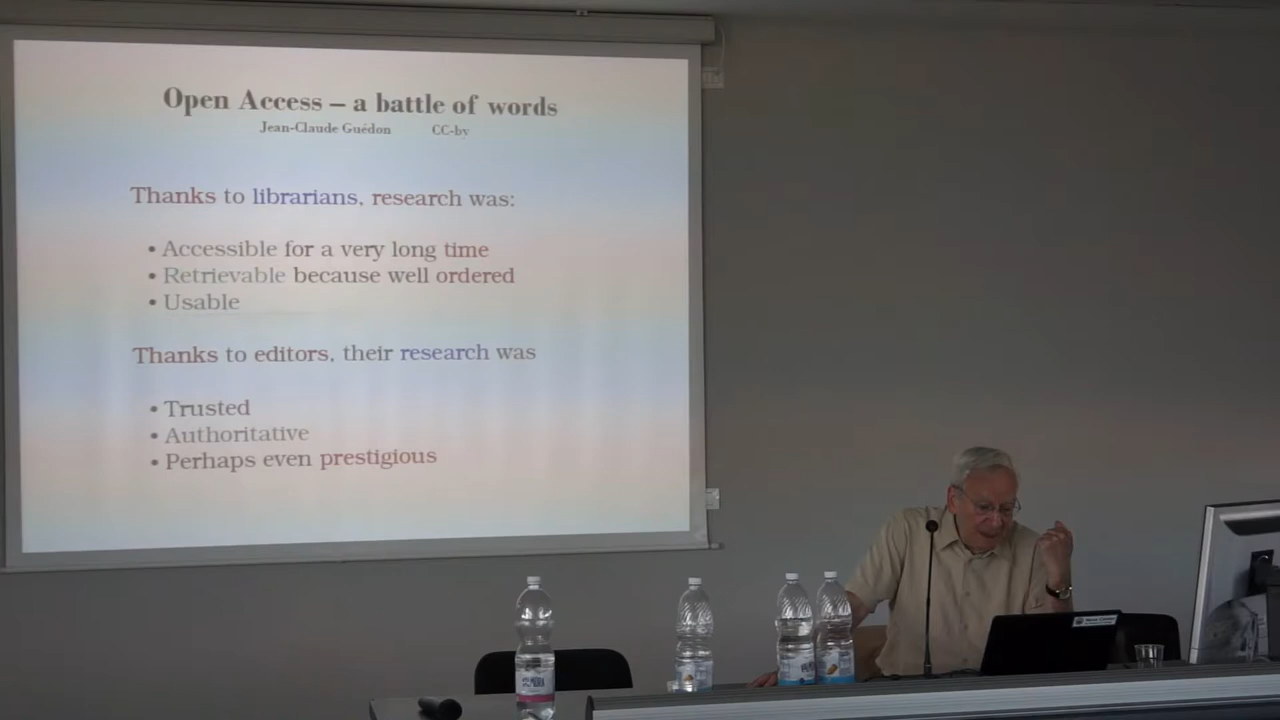 Open Access – a battle of words
Jean-Claude Guédon CC-by
Thanks to librarians, research was:
• Accessible for a very long time
• Retrievable because well ordered
• Usable
Thanks to editors, their research was
• Trusted
• Authoritative
• Perhaps even prestigious